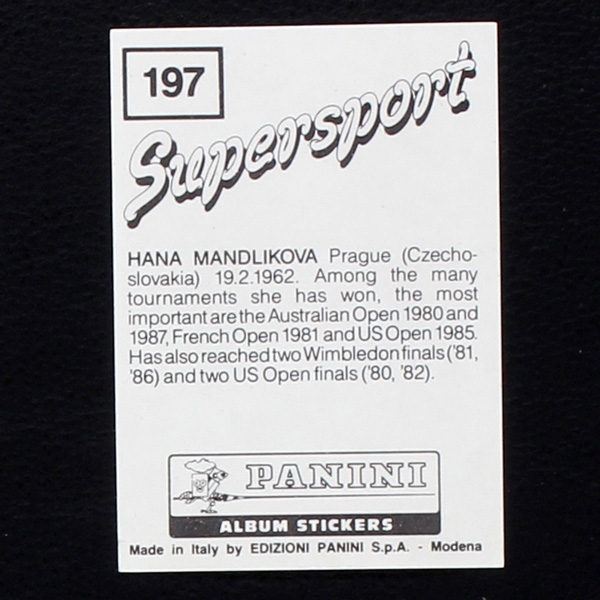 197
Supersport
HANA MANDLIKOVA Prague (Czecho-
slovakia) 19.2.1962. Among the many
tournaments she has won, the most
important are the Australian Open 1980 and
1987, French Open 1981 and US Open 1985.
Has also reached two Wimbledon finals ('81,
'86) and two US Open finals ('80, '82).
PANINI
ALBUM STICKERS
Made in Italy by EDIZIONI PANINI S.p.A. - Modena